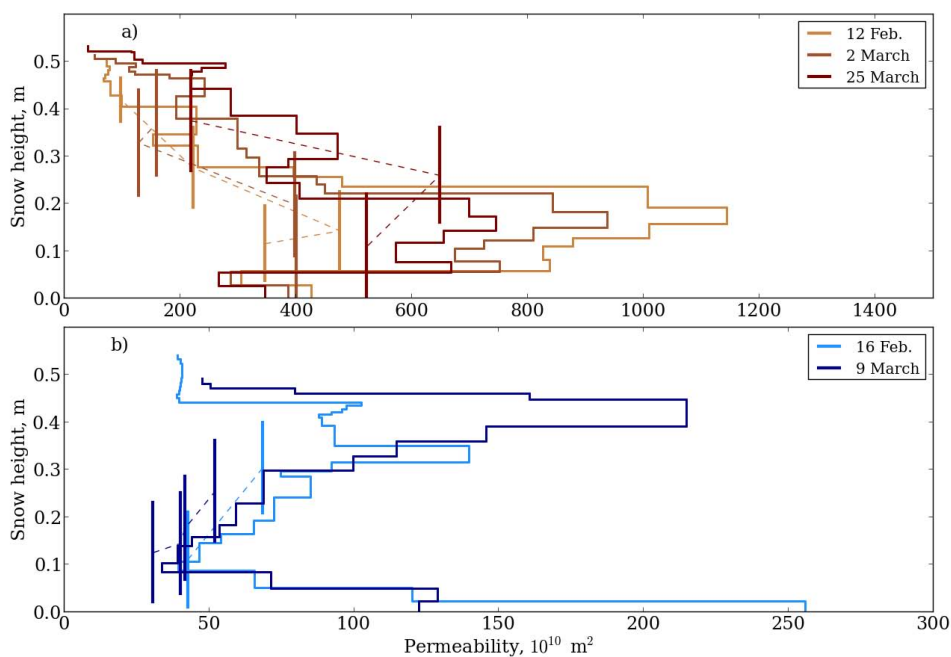 a)
12 Feb.
2 March
25 March
Snow height, m
0.5
0.4
0.3
0.2
0.1
0.0
0 200 400 600 800 1000 1200 1400
b)
16 Feb.
9 March
Snow height, m
0.5
0.4
0.3
0.2
0.1
0.0
0 50 100 150 200 250 300
Permeability, 10¹⁰ m²